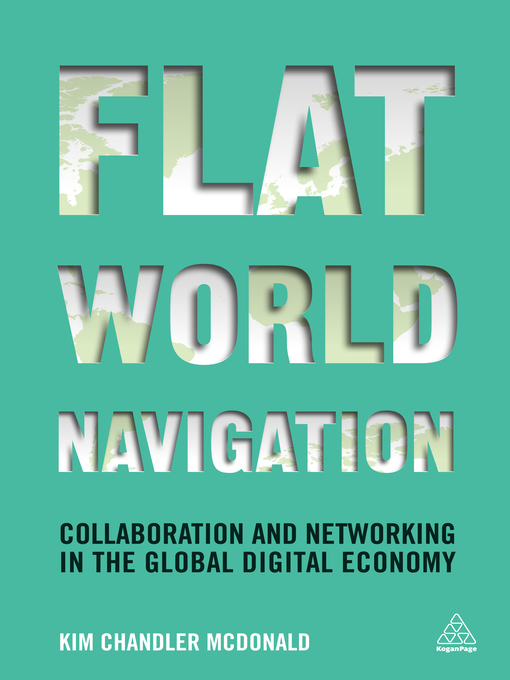 FLAT
WORLD
NAVIGATION
COLLABORATION AND NETWORKING
IN THE GLOBAL DIGITAL ECONOMY
KIM CHANDLER MCDONALD
KoganPage